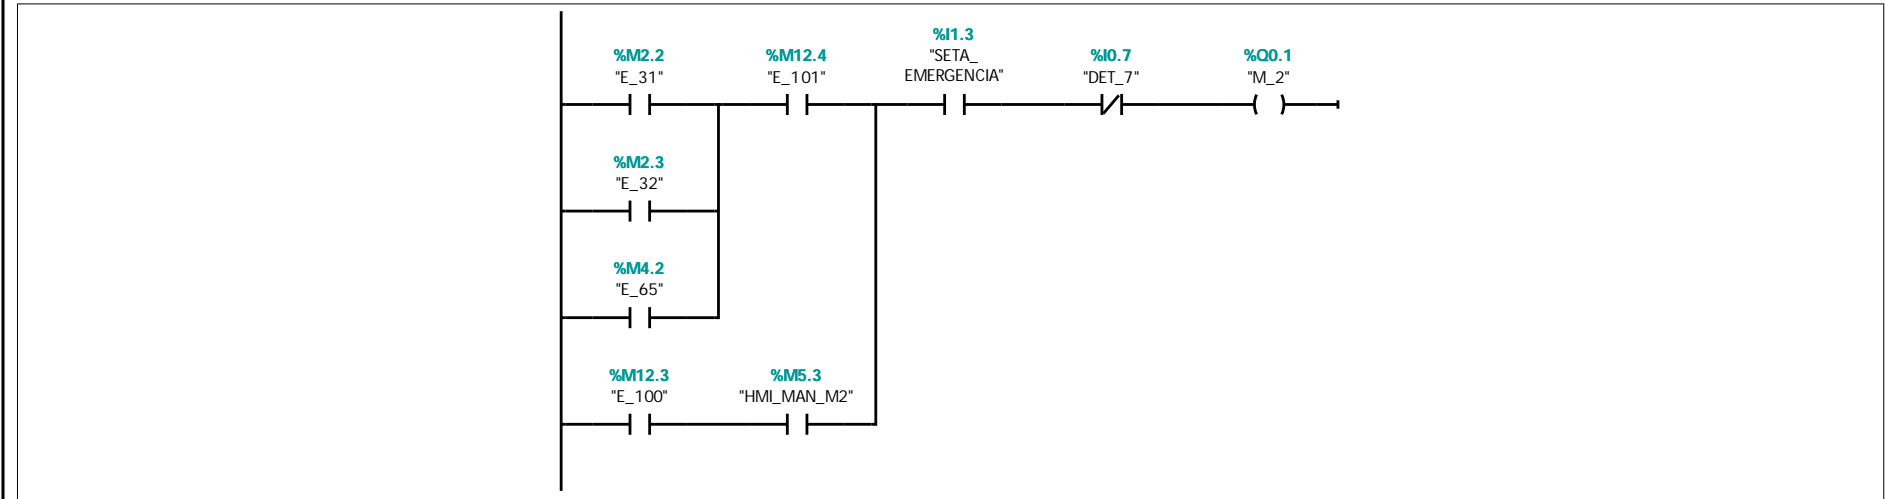 %I1.3
%M2.2 %M12.4 "SETA_ %I0.7 %Q0.1
"E_31" "E_101" EMERGENCIA" "DET_7" "M_2"
%M2.3
"E_32"
%M4.2
"E_65"
%M12.3 %M5.3
"E_100" "HMI_MAN_M2"